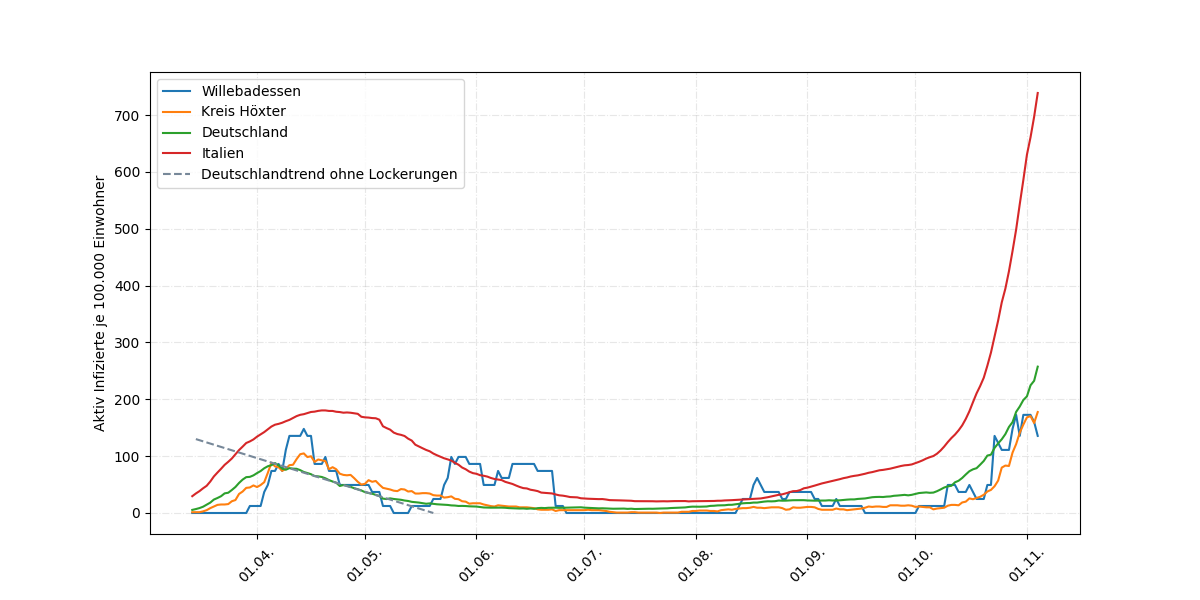 Willebadessen
Kreis Höxter
Deutschland
Italien
Deutschlandtrend ohne Lockerungen
Aktiv Infizierte je 100.000 Einwohner
700
600
500
400
300
200
100
0
01.04.
01.05.
01.06.
01.07.
01.08.
01.09.
01.10.
01.11.